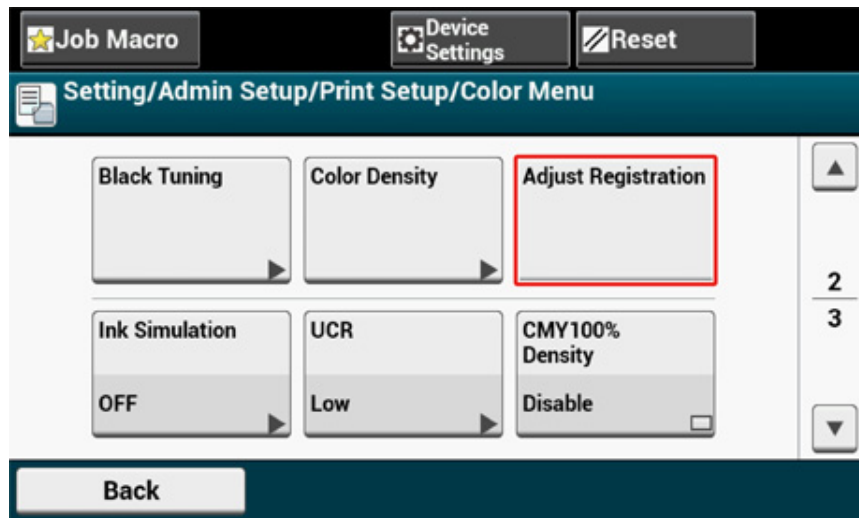 Job Macro
Device
Settings
Reset
Setting/Admin Setup/Print Setup/Color Menu
Black Tuning
Color Density
Adjust Registration
2
3
Ink Simulation
OFF
UCR
Low
CMY100%
Density
Disable
Back